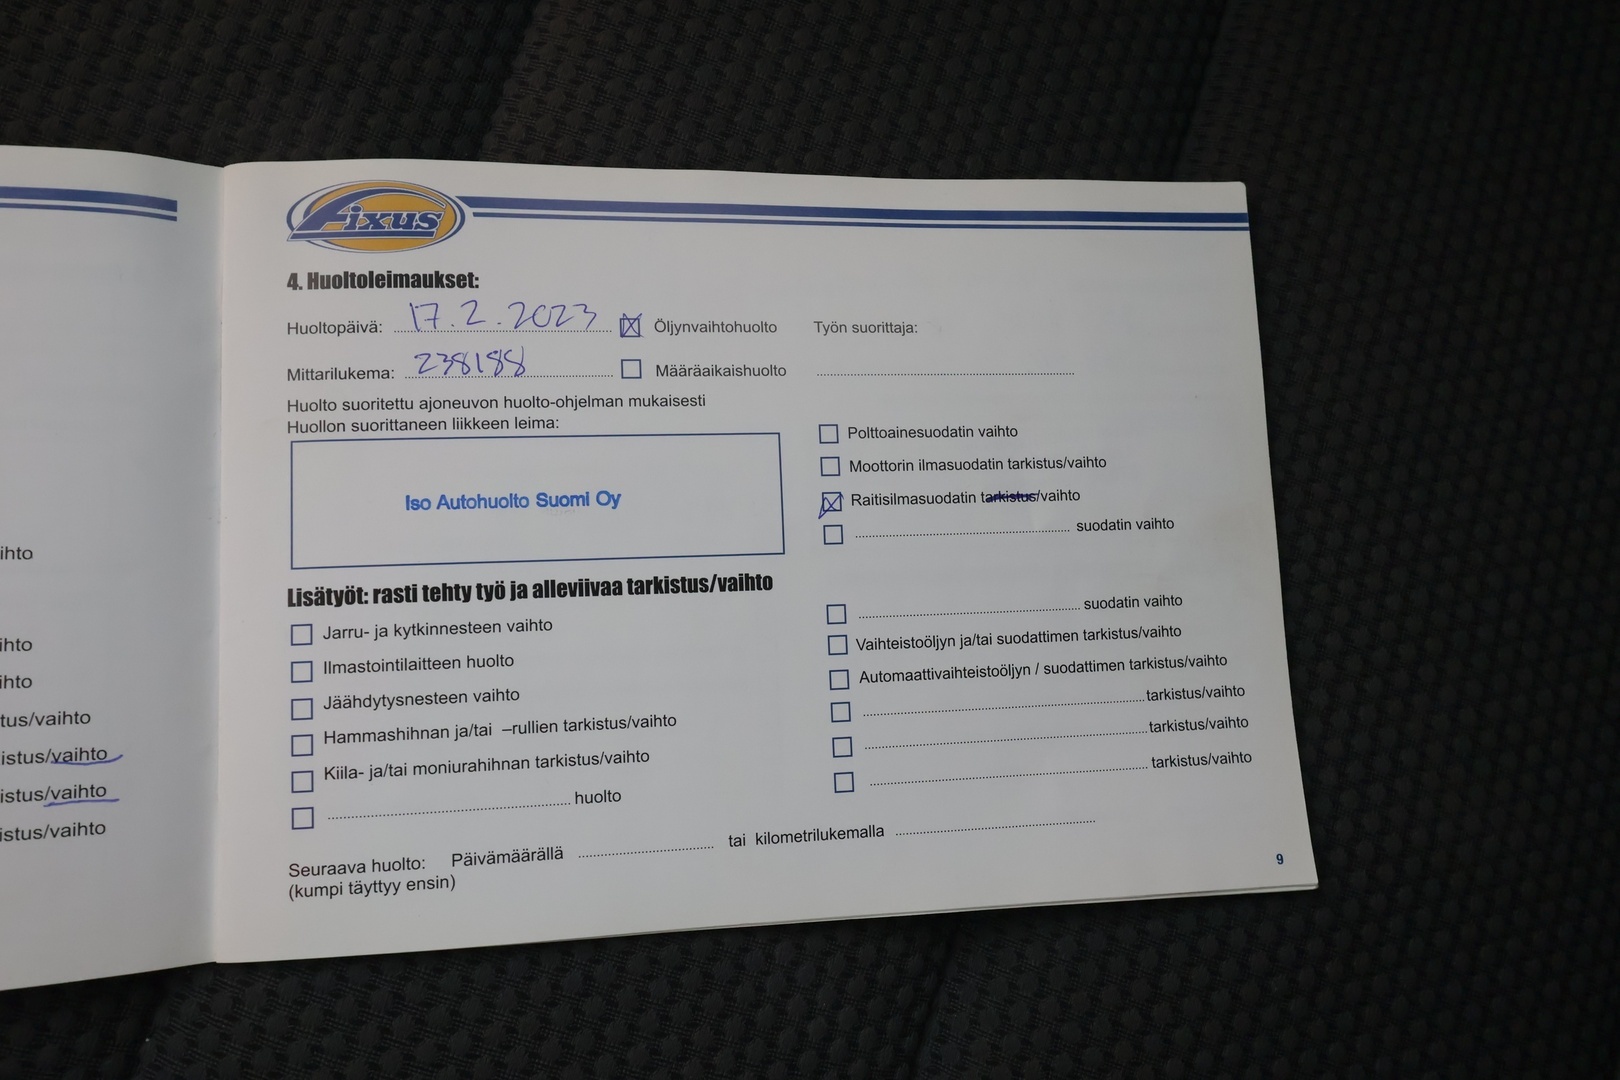 ihto
ihto
ihto
tus/vaihto
istus/vaihto
istus/vaihto
istus/vaihto
Fixus
4. Huoltoleimaukset:
Huoltopäivä: 17.2.2023 Öljynvaihtohuolto Työn suorittaja:
Mittarilukema: 238188 Määräaikaishuolto
Huolto suoritettu ajoneuvon huolto-ohjelman mukaisesti
Huollon suorittaneen liikkeen leima:
Iso Autohuolto Suomi Oy
Polttoainesuodatin vaihto
Moottorin ilmasuodatin tarkistus/vaihto
Raitisilmasuodatin tarkistus/vaihto
suodatin vaihto
Lisätyöt: rasti tehty työ ja alleviivaa tarkistus/vaihto
Jarru- ja kytkinnesteen vaihto
Ilmastointilaitteen huolto
Jäähdytysnesteen vaihto
Hammashihnan ja/tai –rullien tarkistus/vaihto
Kiila- ja/tai moniurahihnan tarkistus/vaihto
huolto
suodatin vaihto
Vaihteistoöljyn ja/tai suodattimen tarkistus/vaihto
Automaattivaihteistoöljyn / suodattimen tarkistus/vaihto
tarkistus/vaihto
tarkistus/vaihto
tarkistus/vaihto
Seuraava huolto: Päivämäärällä tai kilometrilukemalla
(kumpi täyttyy ensin)
9